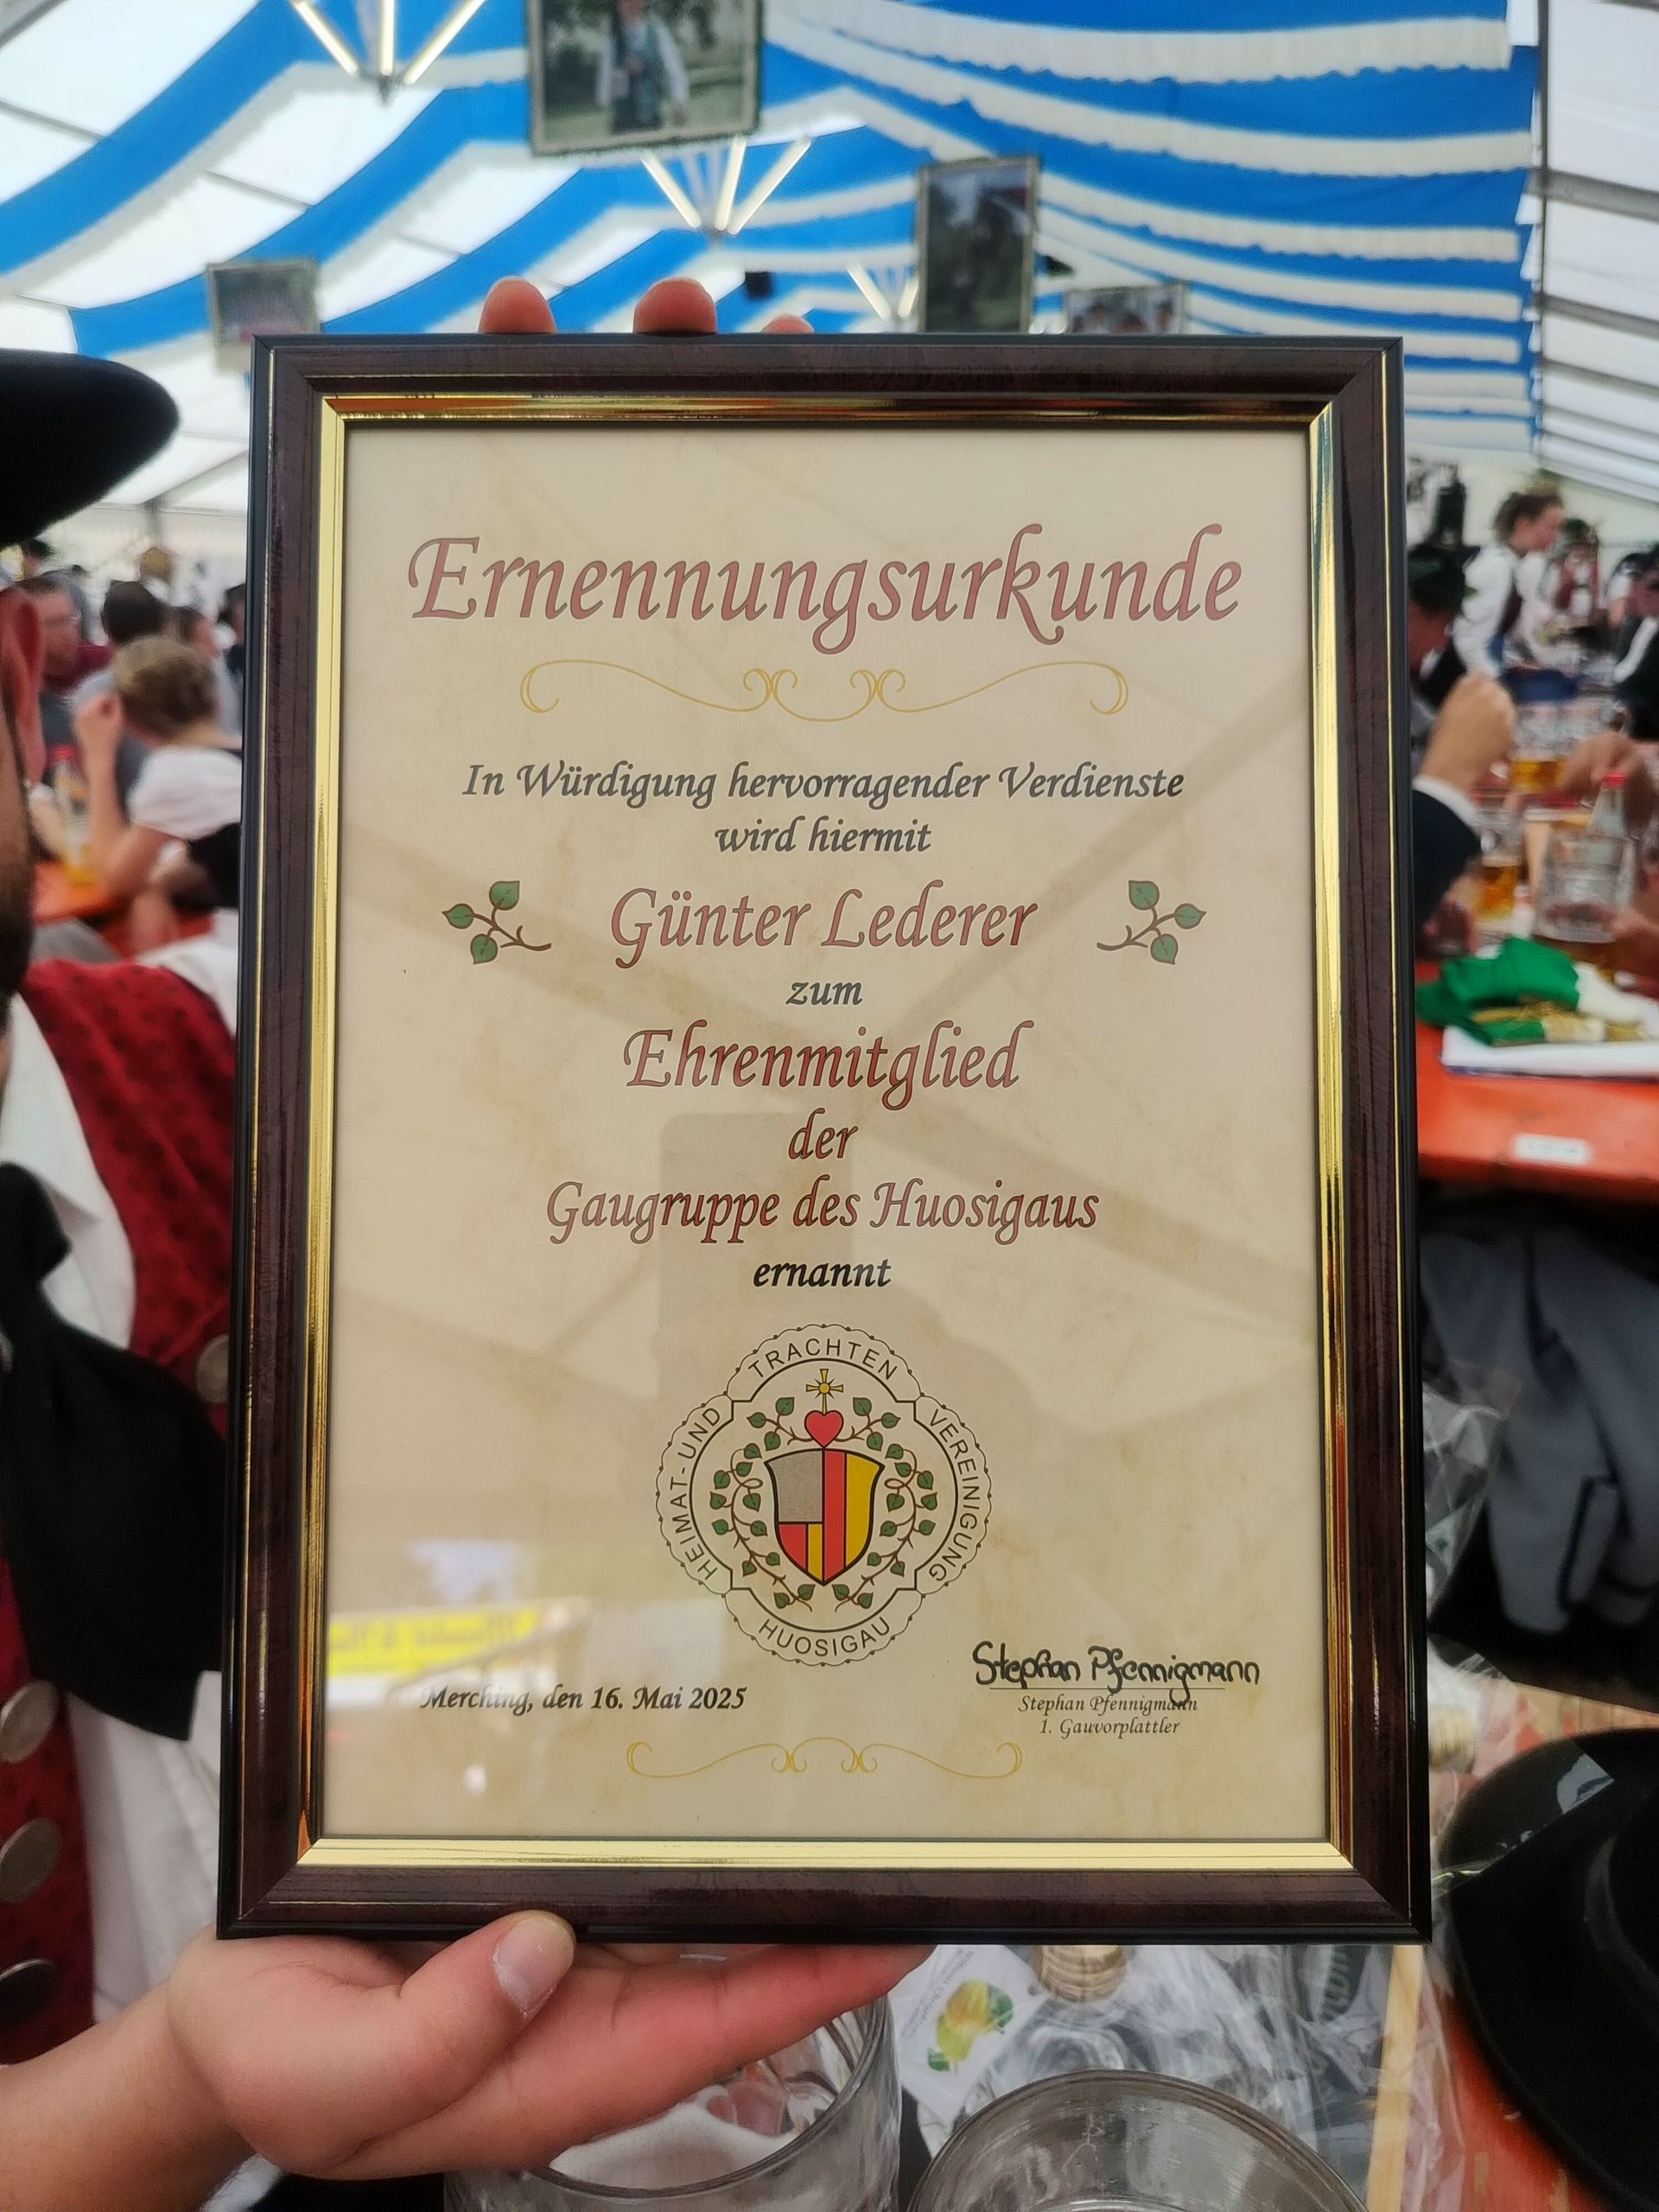 Ernennungsurkunde
In Würdigung hervorragender Verdienste
wird hiermit
Günter Lederer
zum
Ehrenmitglied
der
Gaugruppe des Huosigaus
ernannt
HEIMAT- UND TRACHTEN VEREINIGUNG
HUOSIGAU
Merching, den 16. Mai 2025
Stephan Pfennigmann
Stephan Pfennigmann
1. Gauvorplattler